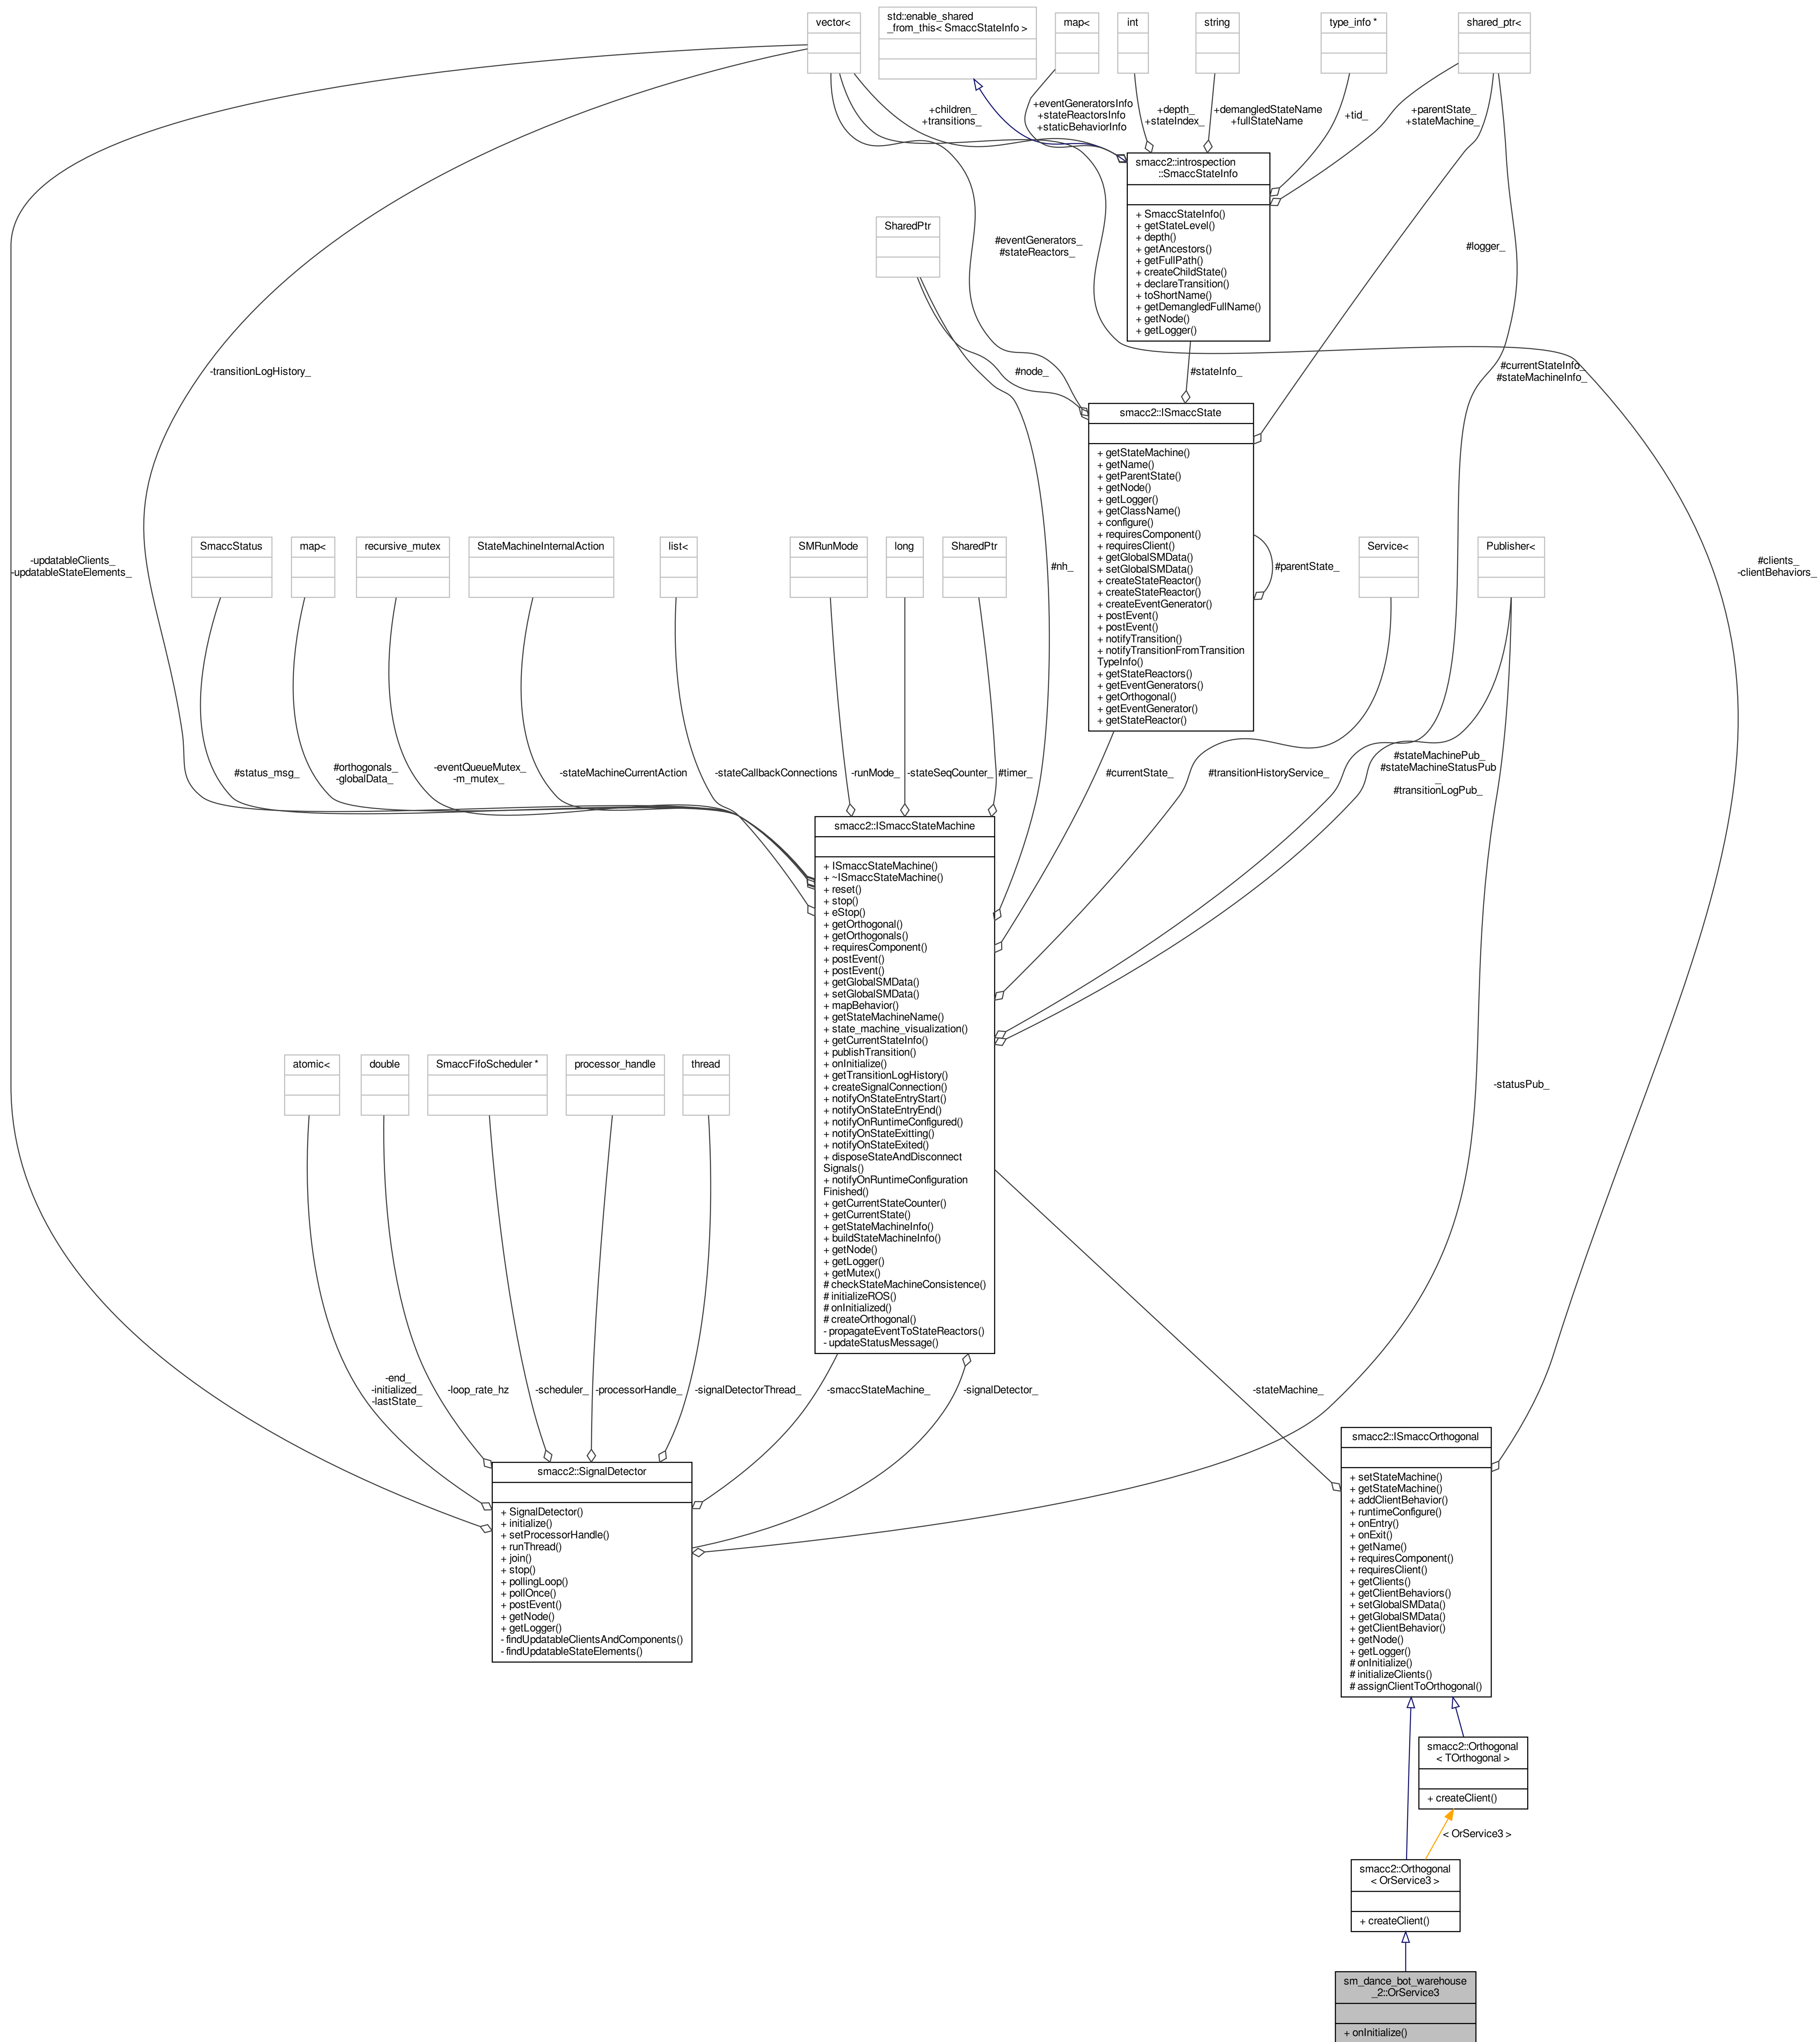 vector<
std::enable_shared
_from_this< SmaccStateInfo >
map<
int
string
type_info *
shared_ptr<
+children_
+transitions_
+eventGeneratorsInfo
+stateReactorsInfo
+staticBehaviorInfo
+depth_
+stateIndex_
+demangledStateName
+fullStateName
+tid_
+parentState_
+stateMachine_
smacc2::introspection
::SmaccStateInfo
+ SmaccStateInfo()
+ getStateLevel()
+ depth()
+ getAncestors()
+ getFullPath()
+ createChildState()
+ declareTransition()
+ toShortName()
+ getDemangledFullName()
+ getNode()
+ getLogger()
SharedPtr
#eventGenerators_
#stateReactors_
#logger_
-transitionLogHistory_
#node_
#stateInfo_
#currentStateInfo_
#stateMachineInfo_
smacc2::ISmaccState
+ getStateMachine()
+ getName()
+ getParentState()
+ getNode()
+ getLogger()
+ getClassName()
+ configure()
+ requiresComponent()
+ requiresClient()
+ getGlobalSMData()
+ setGlobalSMData()
+ createStateReactor()
+ createStateReactor()
+ createEventGenerator()
+ postEvent()
+ postEvent()
+ notifyTransition()
+ notifyTransitionFromTransition
TypeInfo()
+ getStateReactors()
+ getEventGenerators()
+ getOrthogonal()
+ getEventGenerator()
+ getStateReactor()
#parentState_
-updatableClients_
-updatableStateElements_
SmaccStatus
map<
recursive_mutex
StateMachineInternalAction
list<
SMRunMode
long
SharedPtr
#nh_
Service<
Publisher<
#clients_
-clientBehaviors_
#status_msg_
#orthogonals_
-globalData_
-eventQueueMutex_
-m_mutex_
-stateMachineCurrentAction
-stateCallbackConnections
-runMode_
-stateSeqCounter_
#timer_
#currentState_
#transitionHistoryService_
#stateMachinePub_
#stateMachineStatusPub
_
#transitionLogPub_
smacc2::ISmaccStateMachine
+ ISmaccStateMachine()
+ ~ISmaccStateMachine()
+ reset()
+ stop()
+ eStop()
+ getOrthogonal()
+ getOrthogonals()
+ requiresComponent()
+ postEvent()
+ postEvent()
+ getGlobalSMData()
+ setGlobalSMData()
+ mapBehavior()
+ getStateMachineName()
+ state_machine_visualization()
+ getCurrentStateInfo()
+ publishTransition()
+ onInitialize()
+ getTransitionLogHistory()
+ createSignalConnection()
+ notifyOnStateEntryStart()
+ notifyOnStateEntryEnd()
+ notifyOnRuntimeConfigured()
+ notifyOnStateExitting()
+ notifyOnStateExited()
+ disposeStateAndDisconnect
Signals()
+ notifyOnRuntimeConfiguration
Finished()
+ getCurrentStateCounter()
+ getCurrentState()
+ getStateMachineInfo()
+ buildStateMachineInfo()
+ getNode()
+ getLogger()
+ getMutex()
# checkStateMachineConsistence()
# initializeROS()
# onInitialized()
# createOrthogonal()
- propagateEventToStateReactors()
- updateStatusMessage()
atomic<
double
SmaccFifoScheduler *
processor_handle
thread
-statusPub_
-end_
-initialized_
-lastState_
-loop_rate_hz
-scheduler_
-processorHandle_
-signalDetectorThread_
-smaccStateMachine_
-signalDetector_
-stateMachine_
smacc2::SignalDetector
+ SignalDetector()
+ initialize()
+ setProcessorHandle()
+ runThread()
+ join()
+ stop()
+ pollingLoop()
+ pollOnce()
+ postEvent()
+ getNode()
+ getLogger()
- findUpdatableClientsAndComponents()
- findUpdatableStateElements()
smacc2::ISmaccOrthogonal
+ setStateMachine()
+ getStateMachine()
+ addClientBehavior()
+ runtimeConfigure()
+ onEntry()
+ onExit()
+ getName()
+ requiresComponent()
+ requiresClient()
+ getClients()
+ getClientBehaviors()
+ setGlobalSMData()
+ getGlobalSMData()
+ getClientBehavior()
+ getNode()
+ getLogger()
# onInitialize()
# initializeClients()
# assignClientToOrthogonal()
smacc2::Orthogonal
< TOrthogonal >
+ createClient()
< OrService3 >
smacc2::Orthogonal
< OrService3 >
+ createClient()
sm_dance_bot_warehouse
_2::OrService3
+ onInitialize()